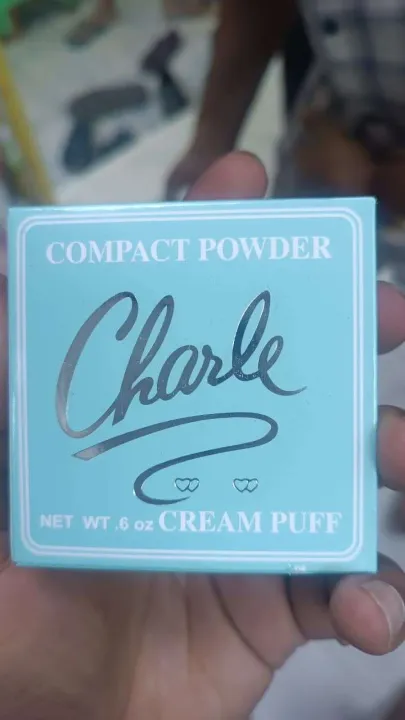 COMPACT POWDER
Charle
NET WT .6 oz CREAM PUFF